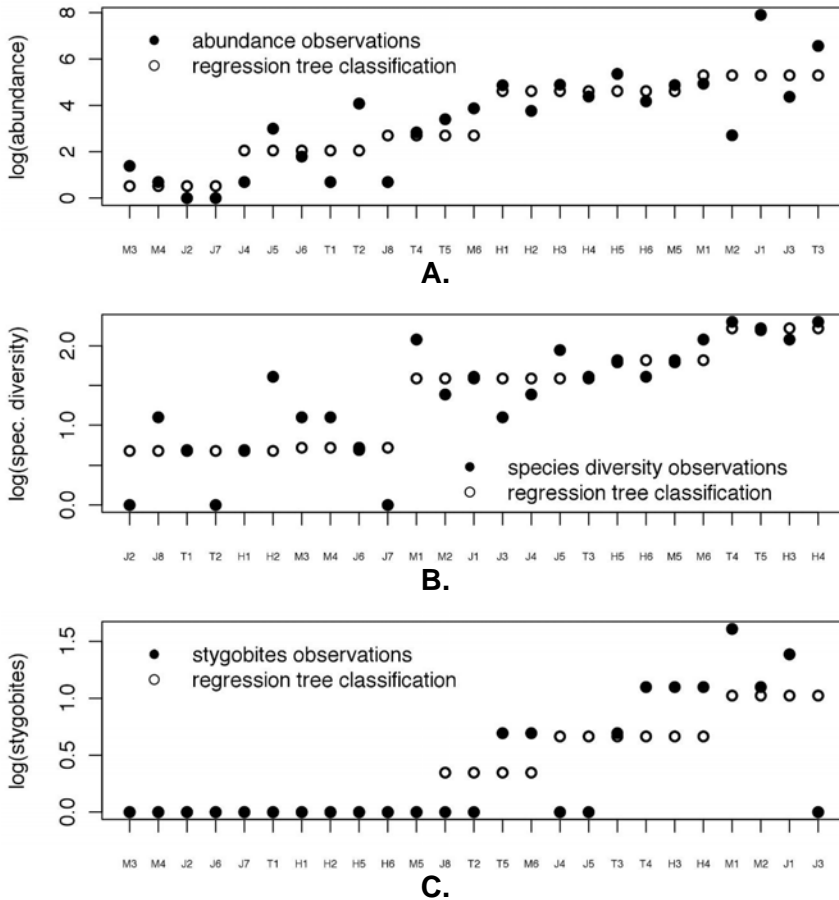 log(abundance)
0 2 4 6 8
abundance observations
regression tree classification
M3 M4 J2 J7 J4 J5 J6 T1 T2 J8 T4 T5 M6 H1 H2 H3 H4 H5 H6 M5 M1 M2 J1 J3 T3
A.
log(spec. diversity)
0.0 1.0 2.0
species diversity observations
regression tree classification
J2 J8 T1 T2 H1 H2 M3 M4 J6 J7 M1 M2 J1 J3 J4 J5 T3 H5 H6 M5 M6 T4 T5 H3 H4
B.
log(stygobites)
0.0 0.5 1.0 1.5
stygobites observations
regression tree classification
M3 M4 J2 J6 J7 T1 H1 H2 H5 H6 M5 J8 T2 T5 M6 J4 J5 T3 T4 H3 H4 M1 M2 J1 J3
C.